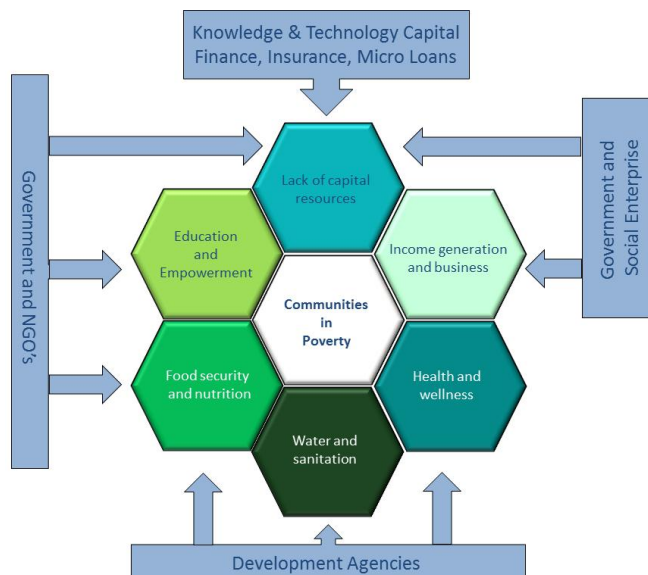 Knowledge & Technology Capital
Finance, Insurance, Micro Loans
Government and NGO's
Government and
Social Enterprise
Lack of capital
resources
Education
and
Empowerment
Income generation
and business
Communities
in
Poverty
Food security
and nutrition
Health and
wellness
Water and
sanitation
Development Agencies